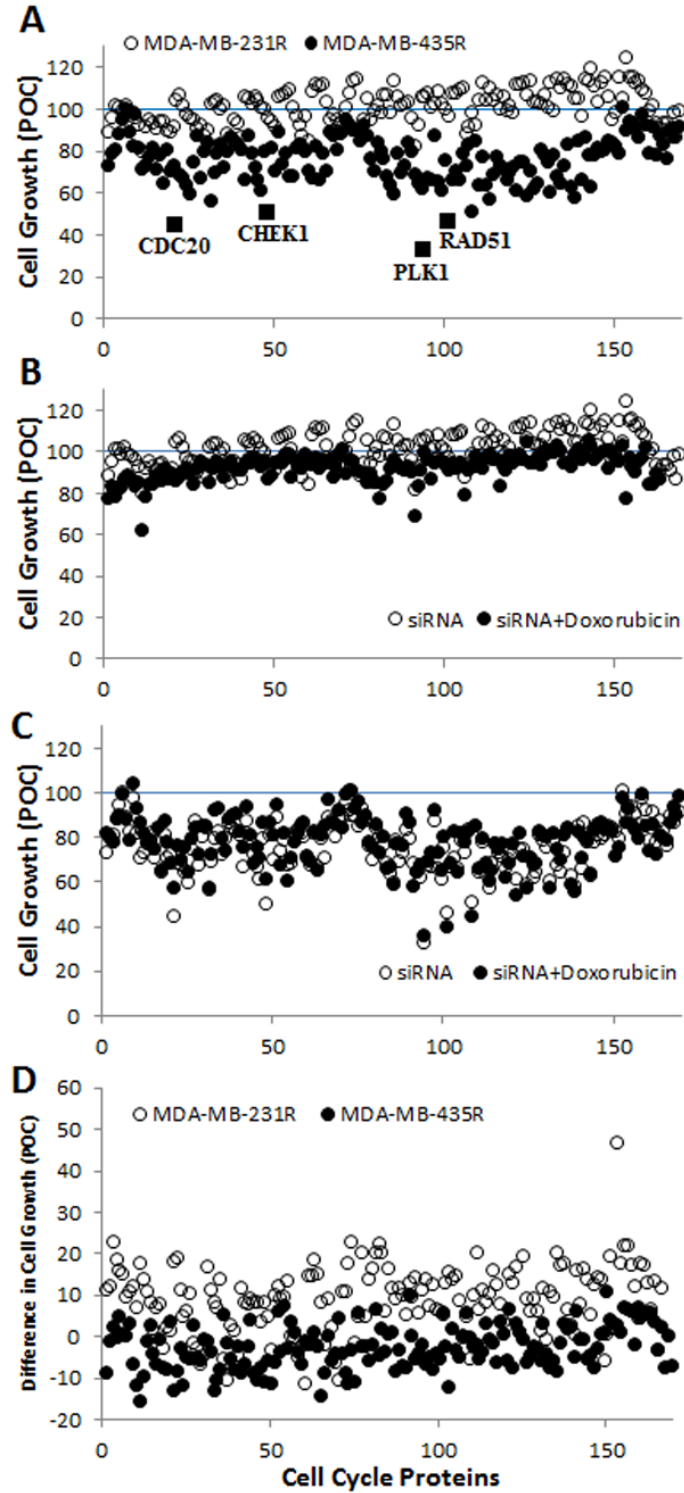 A
MDA-MB-231R MDA-MB-435R
Cell Growth (POC)
120
100
80
60
40
20
0
CDC20
CHEK1
PLK1
RAD51
0 50 100 150
B
Cell Growth (POC)
120
100
80
60
40
20
0
siRNA siRNA+Doxorubicin
0 50 100 150
C
Cell Growth (POC)
120
100
80
60
40
20
0
siRNA siRNA+Doxorubicin
0 50 100 150
D
MDA-MB-231R MDA-MB-435R
Difference in Cell Growth (POC)
60
50
40
30
20
10
0
-10
-20
0 50 100 150
Cell Cycle Proteins